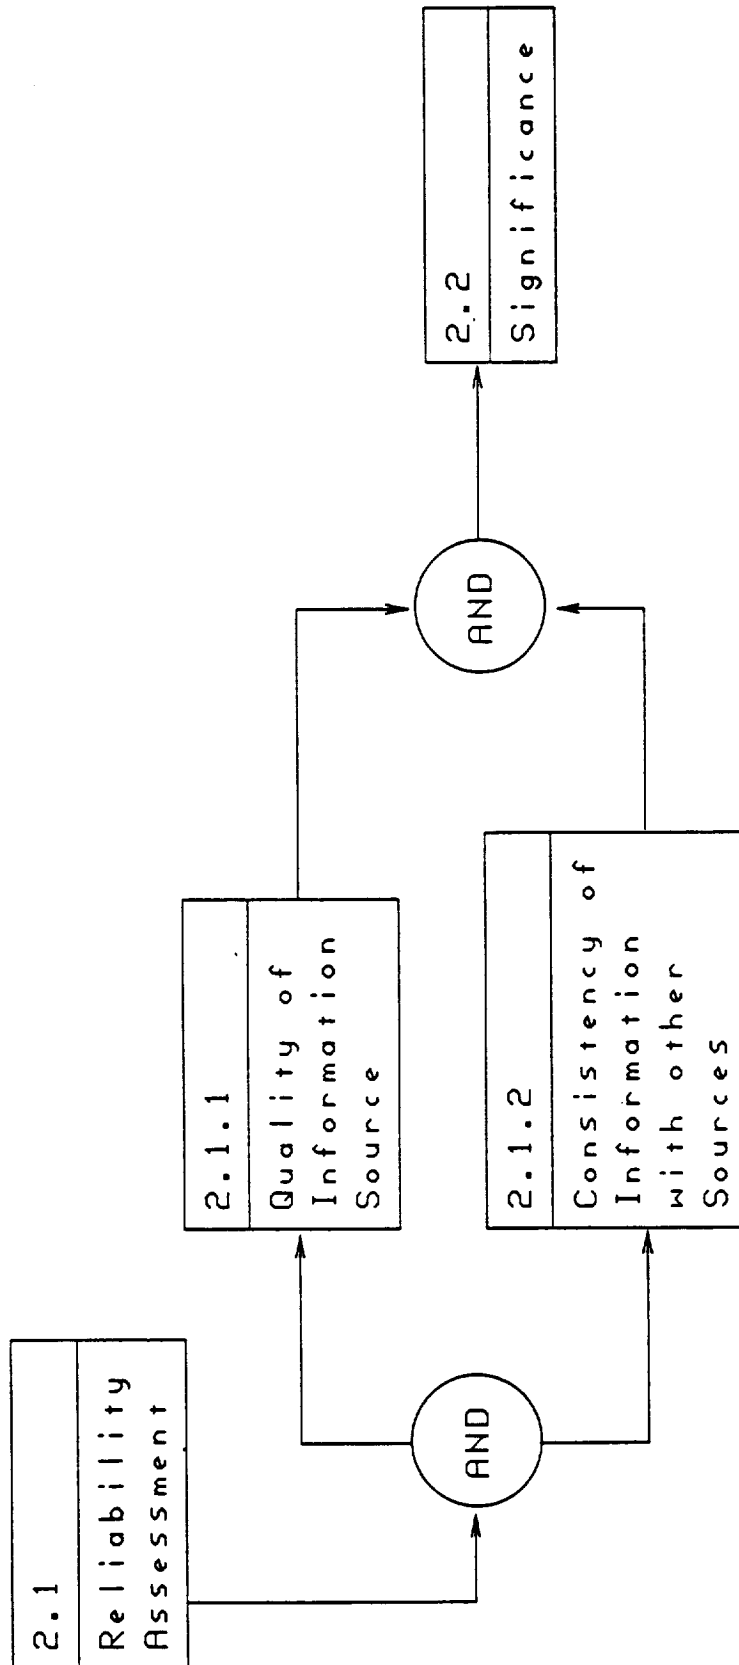 2.1
Reliability
Assessment
AND
2.1.1
Quality of
Information
Source
2.1.2
Consistency of
Information
with other
Sources
AND
2.2
Significance